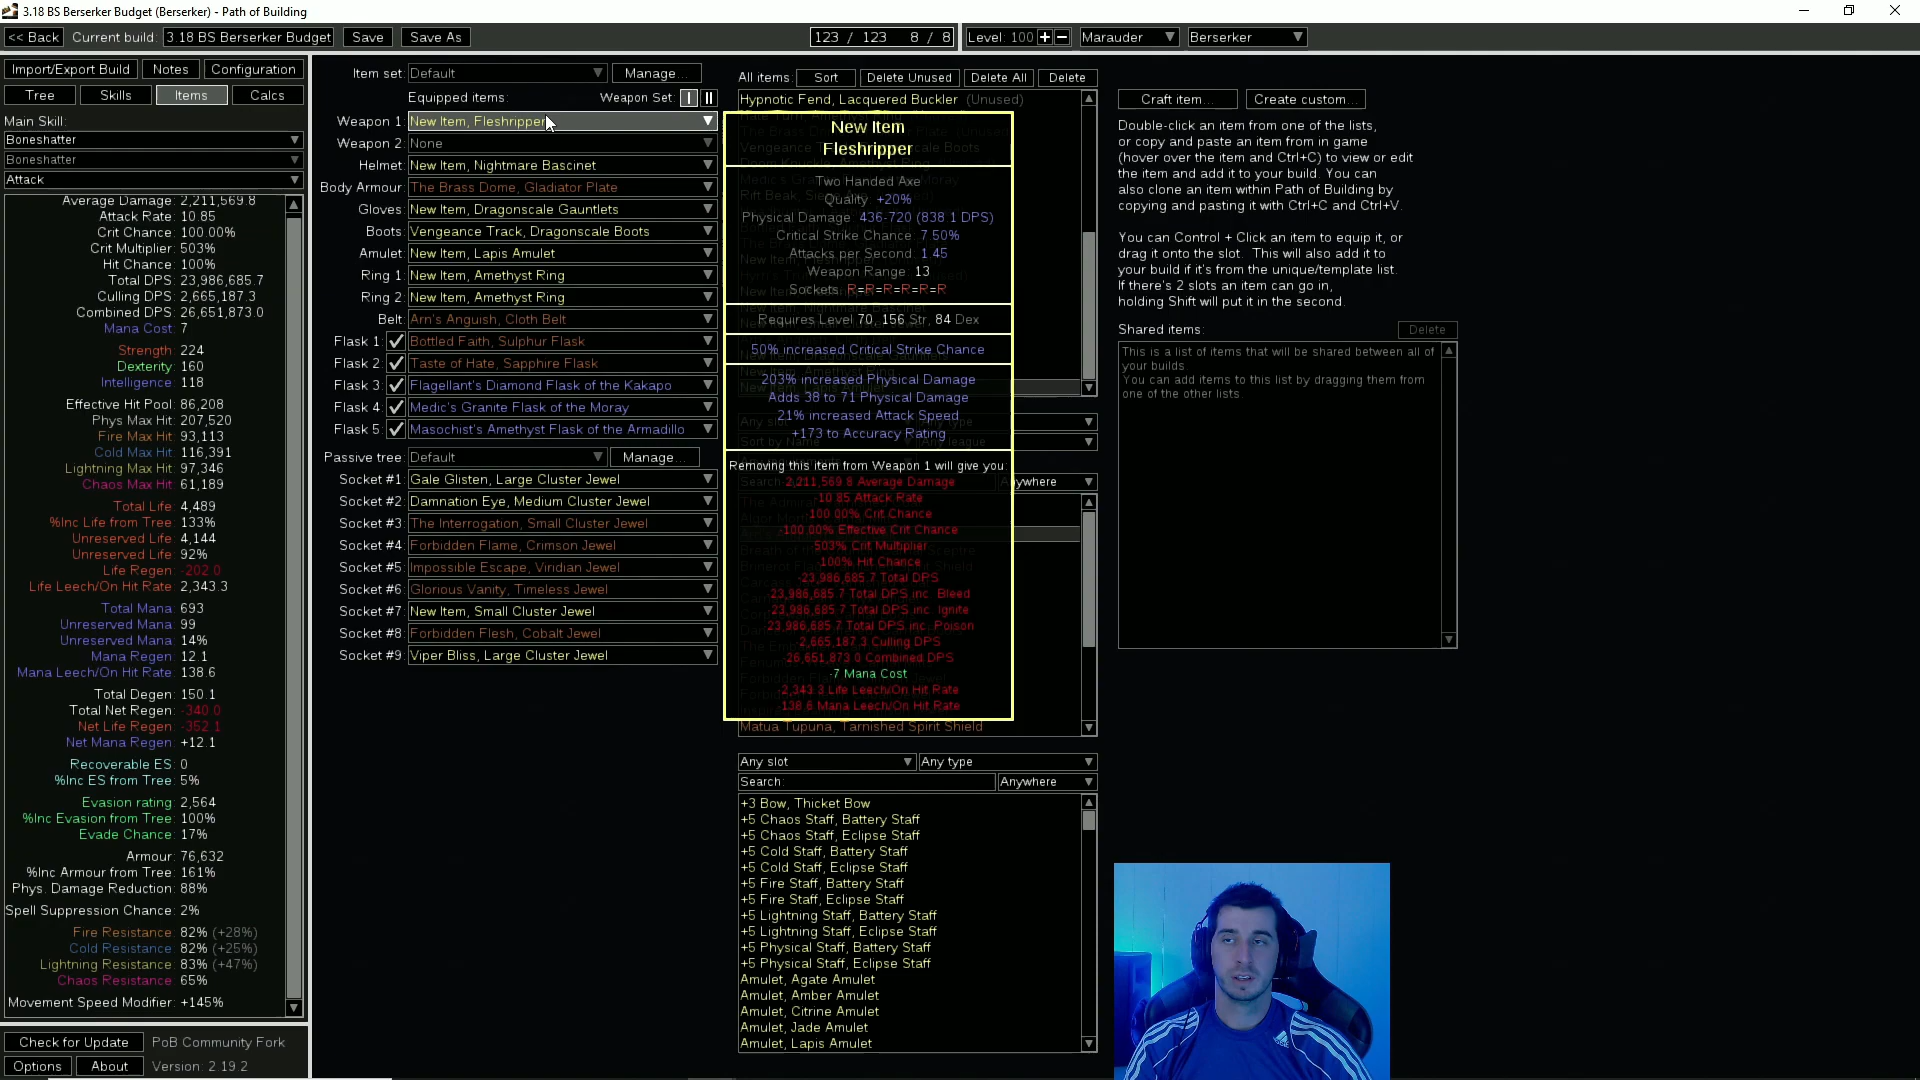 3.18 BS Berserker Budget (Berserker) - Path of Building
<< Back
Current build: 3.18 BS Berserker Budget
Save
Save As
123 / 123 8 / 8
Level: 100
Marauder
Berserker
Import/Export Build
Notes
Configuration
Tree
Skills
Items
Calcs
Main Skill:
Boneshatter
Boneshatter
Attack
Average Damage: 2,211,569.8
Attack Rate: 10.85
Crit Chance: 100.00%
Crit Multiplier: 503%
Hit Chance: 100%
Total DPS: 23,986,685.7
Culling DPS: 2,665,187.3
Combined DPS: 26,651,873.0
Mana Cost: 7
Strength: 224
Dexterity: 160
Intelligence: 118
Effective Hit Pool: 86,208
Phys Max Hit: 207,520
Fire Max Hit: 93,113
Cold Max Hit: 116,391
Lightning Max Hit: 97,346
Chaos Max Hit: 61,189
Total Life: 4,489
%Inc Life from Tree: 133%
Unreserved Life: 4,144
Unreserved Life: 92%
Life Regen: -202.0
Life Leech/On Hit Rate: 2,343.3
Total Mana: 693
Unreserved Mana: 99
Unreserved Mana: 14%
Mana Regen: 12.1
Mana Leech/On Hit Rate: 138.6
Total Degen: 150.1
Total Net Regen: -340.0
Net Life Regen: -352.1
Net Mana Regen: +12.1
Recoverable ES: 0
%Inc ES from Tree: 5%
Evasion rating: 2,564
%Inc Evasion from Tree: 100%
Evade Chance: 17%
Armour: 76,632
%Inc Armour from Tree: 161%
Phys. Damage Reduction: 88%
Spell Suppression Chance: 2%
Fire Resistance: 82% (+28%)
Cold Resistance: 82% (+25%)
Lightning Resistance: 83% (+47%)
Chaos Resistance: 65%
Movement Speed Modifier: +145%
Check for Update
PoB Community Fork
Options
About
Version: 2.19.2
Item set: Default
Manage...
Equipped items:
Weapon Set: I II
Weapon 1: New Item, Fleshripper
Weapon 2: None
Helmet: New Item, Nightmare Bascinet
Body Armour: The Brass Dome, Gladiator Plate
Gloves: New Item, Dragonscale Gauntlets
Boots: Vengeance Track, Dragonscale Boots
Amulet: New Item, Lapis Amulet
Ring 1: New Item, Amethyst Ring
Ring 2: New Item, Amethyst Ring
Belt: Arn's Anguish, Cloth Belt
Flask 1: Bottled Faith, Sulphur Flask
Flask 2: Taste of Hate, Sapphire Flask
Flask 3: Flagellant's Diamond Flask of the Kakapo
Flask 4: Medic's Granite Flask of the Moray
Flask 5: Masochist's Amethyst Flask of the Armadillo
Passive tree: Default
Manage...
Socket #1: Gale Glisten, Large Cluster Jewel
Socket #2: Damnation Eye, Medium Cluster Jewel
Socket #3: The Interrogation, Small Cluster Jewel
Socket #4: Forbidden Flame, Crimson Jewel
Socket #5: Impossible Escape, Viridian Jewel
Socket #6: Glorious Vanity, Timeless Jewel
Socket #7: New Item, Small Cluster Jewel
Socket #8: Forbidden Flesh, Cobalt Jewel
Socket #9: Viper Bliss, Large Cluster Jewel
All items:
Sort
Delete Unused
Delete All
Delete
Hypnotic Fend, Lacquered Buckler (Unused)
New Item
Fleshripper
Two Handed Axe
Quality: +20%
Physical Damage: 436-720 (838.1 DPS)
Critical Strike Chance: 7.50%
Attacks per Second: 1.45
Weapon Range: 13
Sockets: R=R=R=R=R=R
Requires Level 70, 156 Str, 84 Dex
50% increased Critical Strike Chance
203% increased Physical Damage
Adds 38 to 71 Physical Damage
21% increased Attack Speed
+173 to Accuracy Rating
Removing this item from Weapon 1 will give you:
-2,211,569.8 Average Damage
-10.85 Attack Rate
-100.00% Crit Chance
-100.00% Effective Crit Chance
-503% Crit Multiplier
-100% Hit Chance
-23,986,685.7 Total DPS
-23,986,685.7 Total DPS inc. Bleed
-23,986,685.7 Total DPS inc. Ignite
-23,986,685.7 Total DPS inc. Poison
-2,665,187.3 Culling DPS
-26,651,873.0 Combined DPS
-7 Mana Cost
-2,343.3 Life Leech/On Hit Rate
-138.6 Mana Leech/On Hit Rate
Matua Tupuna, Tarnished Spirit Shield
Any slot
Any type
Search:
Anywhere
+3 Bow, Thicket Bow
+5 Chaos Staff, Battery Staff
+5 Chaos Staff, Eclipse Staff
+5 Cold Staff, Battery Staff
+5 Cold Staff, Eclipse Staff
+5 Fire Staff, Battery Staff
+5 Fire Staff, Eclipse Staff
+5 Lightning Staff, Battery Staff
+5 Lightning Staff, Eclipse Staff
+5 Physical Staff, Battery Staff
+5 Physical Staff, Eclipse Staff
Amulet, Agate Amulet
Amulet, Amber Amulet
Amulet, Citrine Amulet
Amulet, Jade Amulet
Amulet, Lapis Amulet
Craft item...
Create custom...
Double-click an item from one of the lists,
or copy and paste an item from in game
(hover over the item and Ctrl+C) to view or edit
the item and add it to your build. You can
also clone an item within Path of Building by
copying and pasting it with Ctrl+C and Ctrl+V.
You can Control + Click an item to equip it, or
drag it onto the slot. This will also add it to
your build if it's from the unique/template list.
If there's 2 slots an item can go in,
holding Shift will put it in the second.
Shared items:
Delete
This is a list of items that will be shared between all of
your builds.
You can add items to this list by dragging them from
one of the other lists.